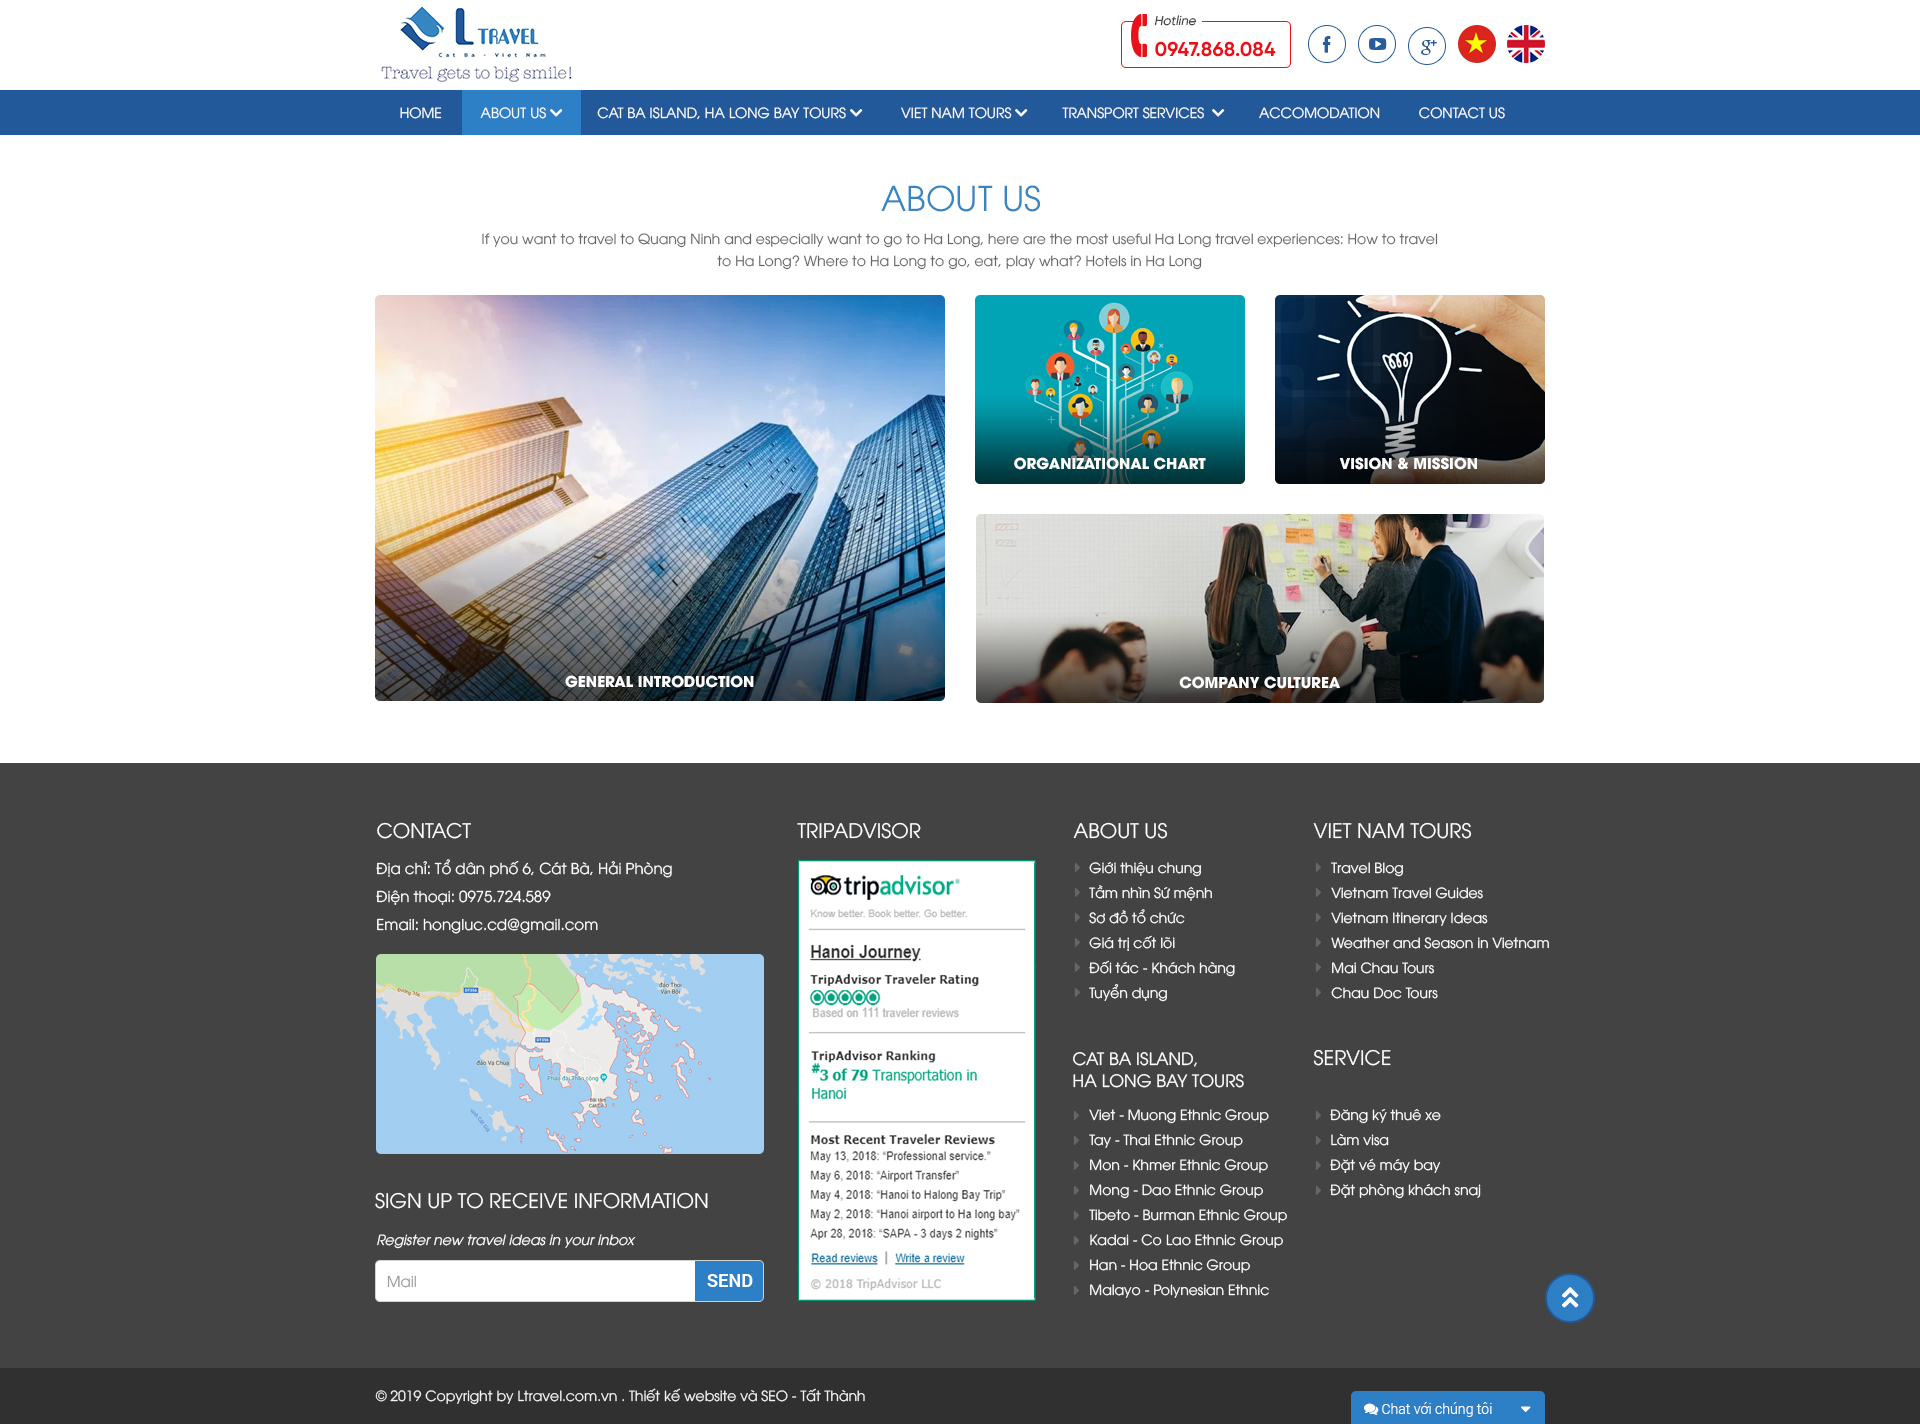 L TRAVEL
Cat Ba - Viet Nam
Travel gets to big smile!
Hotline
0947.868.084
HOME
ABOUT US
CAT BA ISLAND, HA LONG BAY TOURS
VIET NAM TOURS
TRANSPORT SERVICES
ACCOMODATION
CONTACT US
ABOUT US
If you want to travel to Quang Ninh and especially want to go to Ha Long, here are the most useful Ha Long travel experiences: How to travel
to Ha Long? Where to Ha Long to go, eat, play what? Hotels in Ha Long
GENERAL INTRODUCTION
ORGANIZATIONAL CHART
VISION & MISSION
COMPANY CULTUREA
CONTACT
Địa chỉ: Tổ dân phố 6, Cát Bà, Hải Phòng
Điện thoại: 0975.724.589
Email: hongluc.cd@gmail.com
đảo Thoi
Van Bội
đảo Va Chua
SIGN UP TO RECEIVE INFORMATION
Register new travel ideas in your inbox
Mail
SEND
TRIPADVISOR
tripadvisor
Know better. Book better. Go better.
Hanoi Journey
TripAdvisor Traveler Rating
Based on 111 traveler reviews
TripAdvisor Ranking
#3 of 79 Transportation in
Hanoi
Most Recent Traveler Reviews
May 13, 2018: “Professional service.”
May 6, 2018: “Airport Transfer”
May 4, 2018: “Hanoi to Halong Bay Trip”
May 2, 2018: “Hanoi airport to Ha long bay”
Apr 28, 2018: “SAPA - 3 days 2 nights”
Read reviews | Write a review
© 2018 TripAdvisor LLC
ABOUT US
Giới thiệu chung
Tầm nhìn Sứ mệnh
Sơ đồ tổ chức
Giá trị cốt lõi
Đối tác - Khách hàng
Tuyển dụng
VIET NAM TOURS
Travel Blog
Vietnam Travel Guides
Vietnam Itinerary Ideas
Weather and Season in Vietnam
Mai Chau Tours
Chau Doc Tours
CAT BA ISLAND,
HA LONG BAY TOURS
Viet - Muong Ethnic Group
Tay - Thai Ethnic Group
Mon - Khmer Ethnic Group
Mong - Dao Ethnic Group
Tibeto - Burman Ethnic Group
Kadai - Co Lao Ethnic Group
Han - Hoa Ethnic Group
Malayo - Polynesian Ethnic
SERVICE
Đăng ký thuê xe
Làm visa
Đặt vé máy bay
Đặt phòng khách snaj
© 2019 Copyright by Ltravel.com.vn . Thiết kế website và SEO - Tất Thành
Chat với chúng tôi